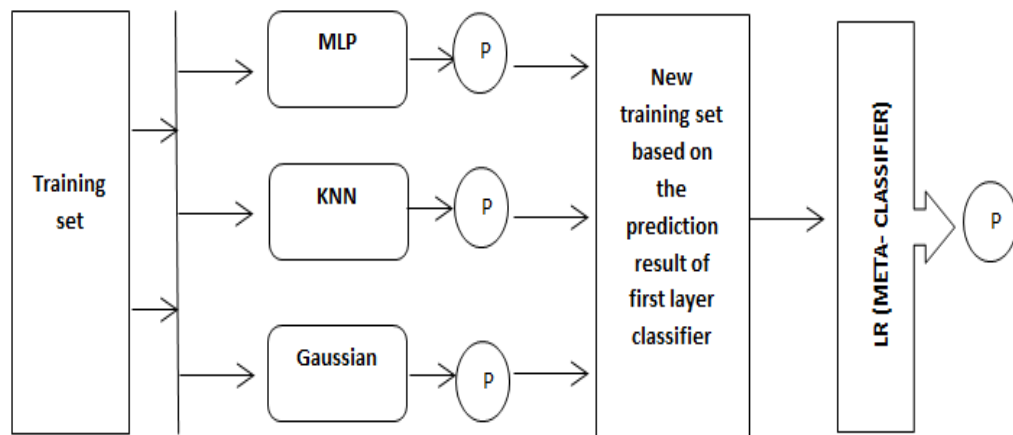 Training
set
MLP
P
KNN
P
Gaussian
P
New
training set
based on
the
prediction
result of
first layer
classifier
LR (META- CLASSIFIER)
P